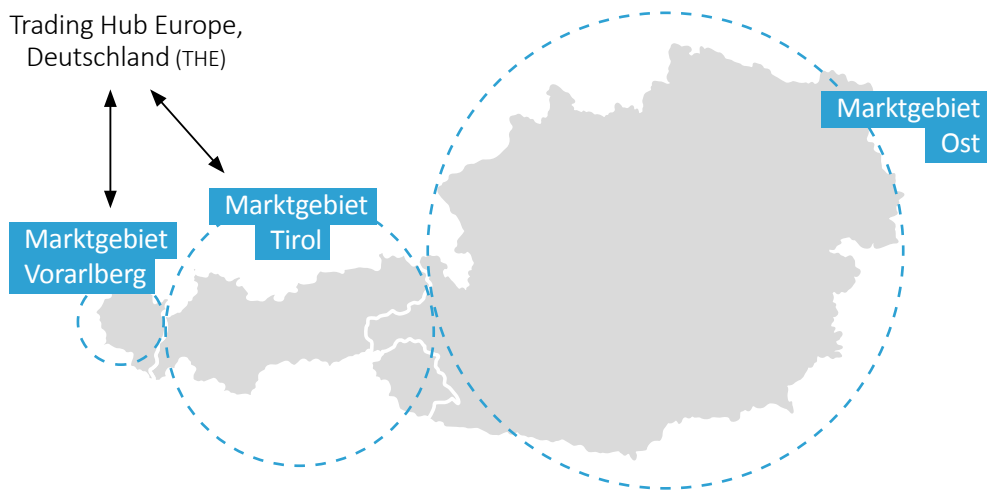 Trading Hub Europe,
Deutschland (THE)
Marktgebiet
Ost
Marktgebiet
Tirol
Marktgebiet
Vorarlberg